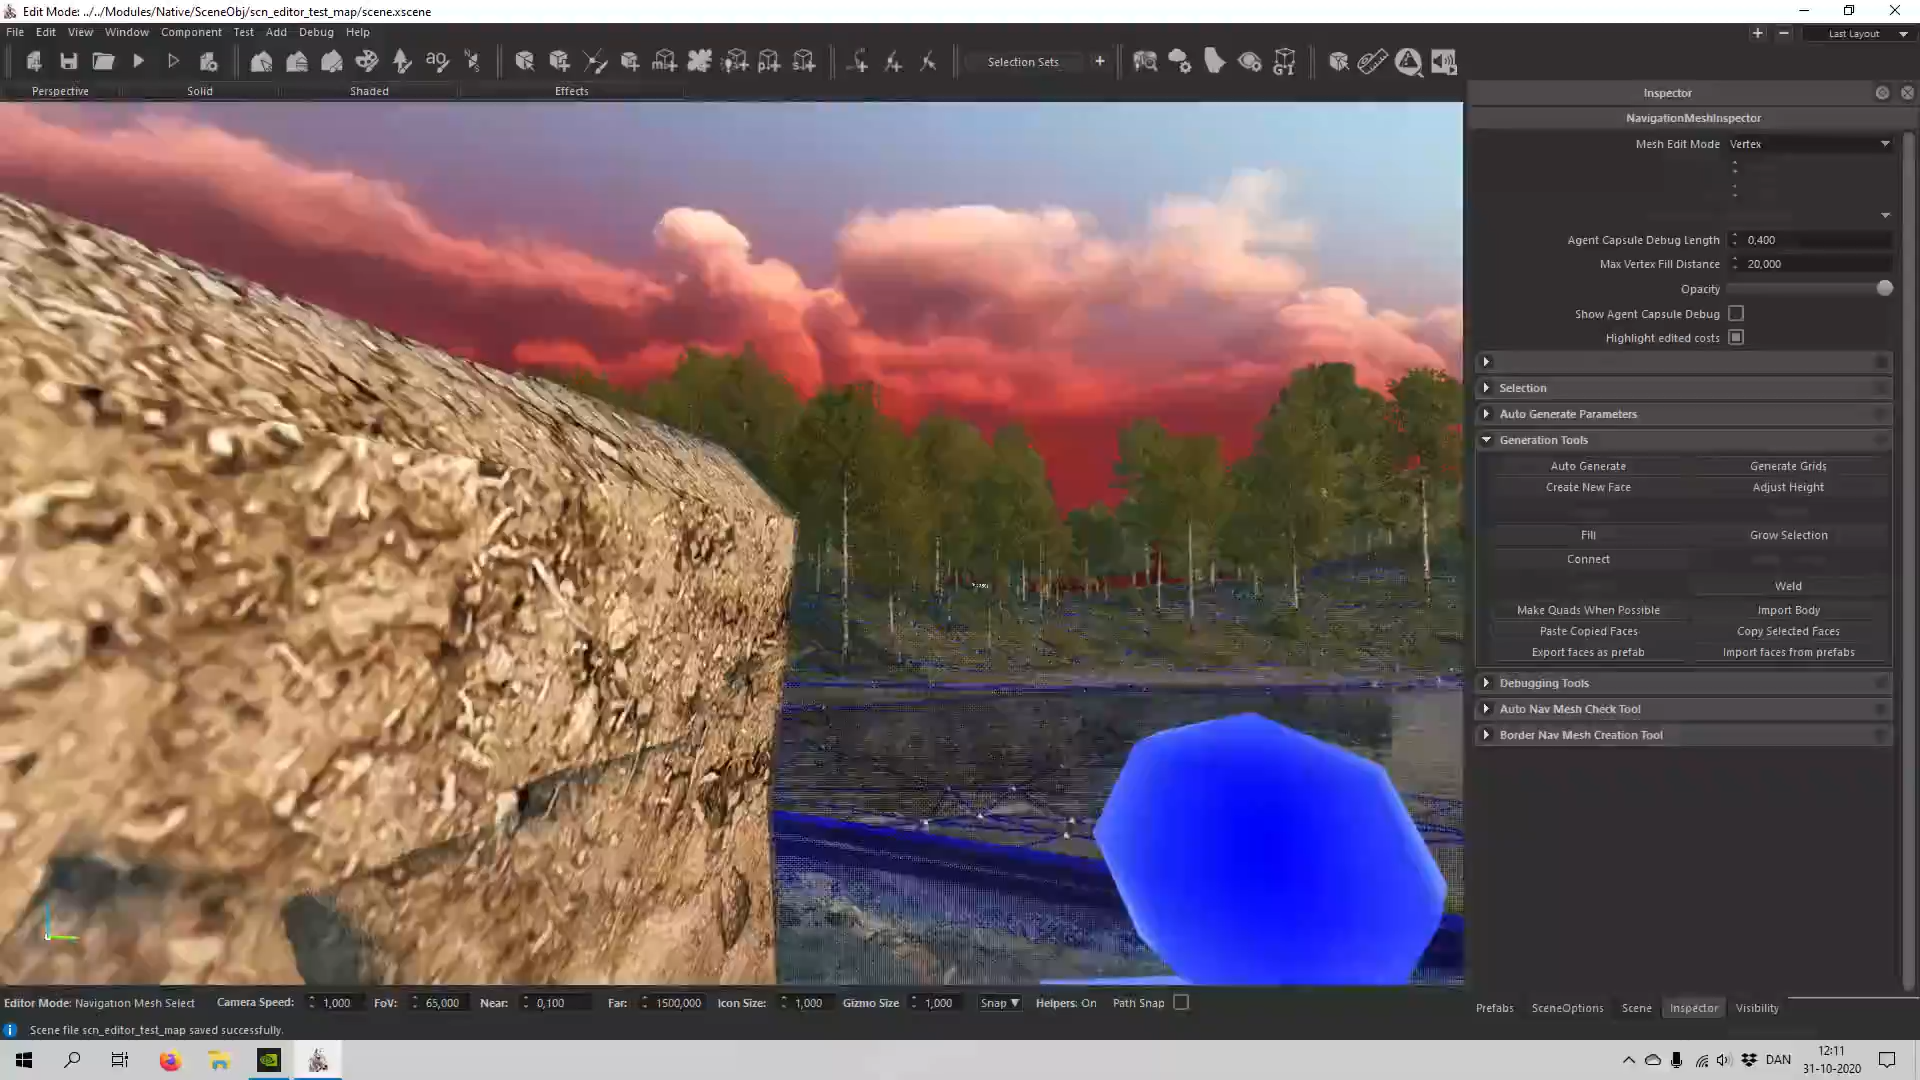 Edit Mode: ../../Modules/Native/SceneObj/scn_editor_test_map/scene.xscene
File Edit View Window Component Test Add Debug Help
Last Layout
Selection Sets
Perspective Solid Shaded Effects
Inspector
NavigationMeshInspector
Mesh Edit Mode Vertex
Agent Capsule Debug Length 0,400
Max Vertex Fill Distance 20,000
Opacity
Show Agent Capsule Debug
Highlight edited costs
Selection
Auto Generate Parameters
Generation Tools
Auto Generate Generate Grids
Create New Face Adjust Height
Fill Grow Selection
Connect
Weld
Make Quads When Possible Import Body
Paste Copied Faces Copy Selected Faces
Export faces as prefab Import faces from prefabs
Debugging Tools
Auto Nav Mesh Check Tool
Border Nav Mesh Creation Tool
Editor Mode: Navigation Mesh Select Camera Speed: 1,000 FoV: 65,000 Near: 0,100 Far: 1500,000 Icon Size: 1,000 Gizmo Size 1,000 Snap Helpers: On Path Snap
Prefabs SceneOptions Scene Inspector Visibility
Scene file scn_editor_test_map saved successfully.
DAN
12:11
31-10-2020